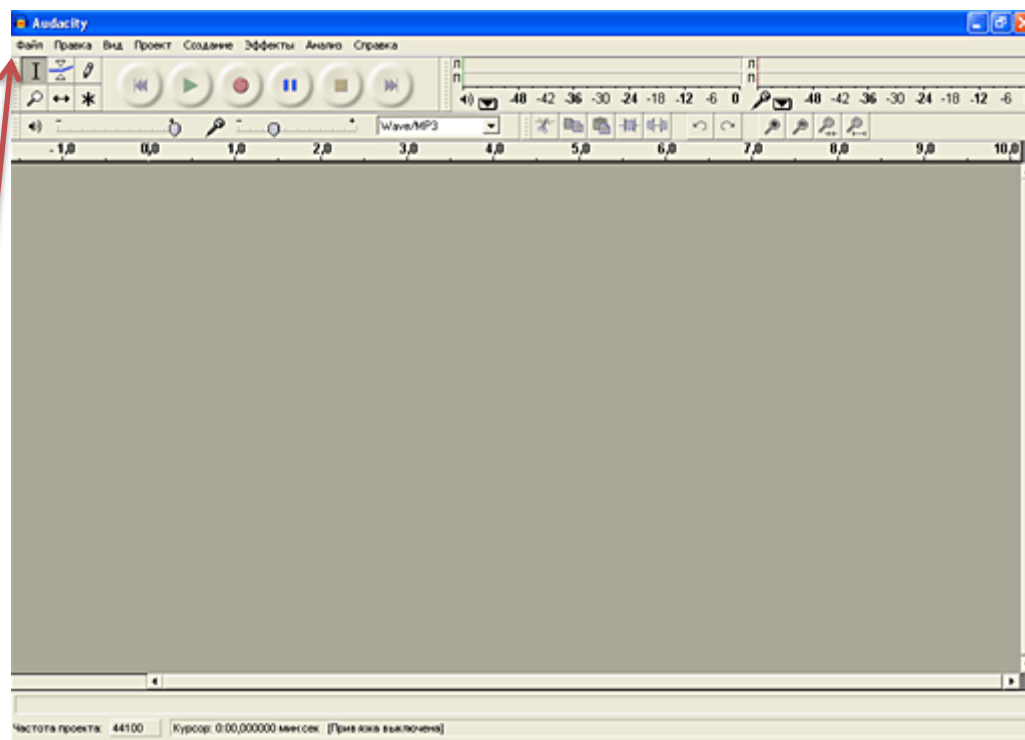 Audacity
Файл Правка Вид Проект Создание Эффекты Анализ Справка
п п
п п
-48 -42 -36 -30 -24 -18 -12 -6 0 -48 -42 -36 -30 -24 -18 -12 -6
Wave/MP3
- 1,0 0,0 1,0 2,0 3,0 4,0 5,0 6,0 7,0 8,0 9,0 10,0
Частота проекта: 44100 Курсор: 0:00,000000 мин:сек [Привязка выключена]